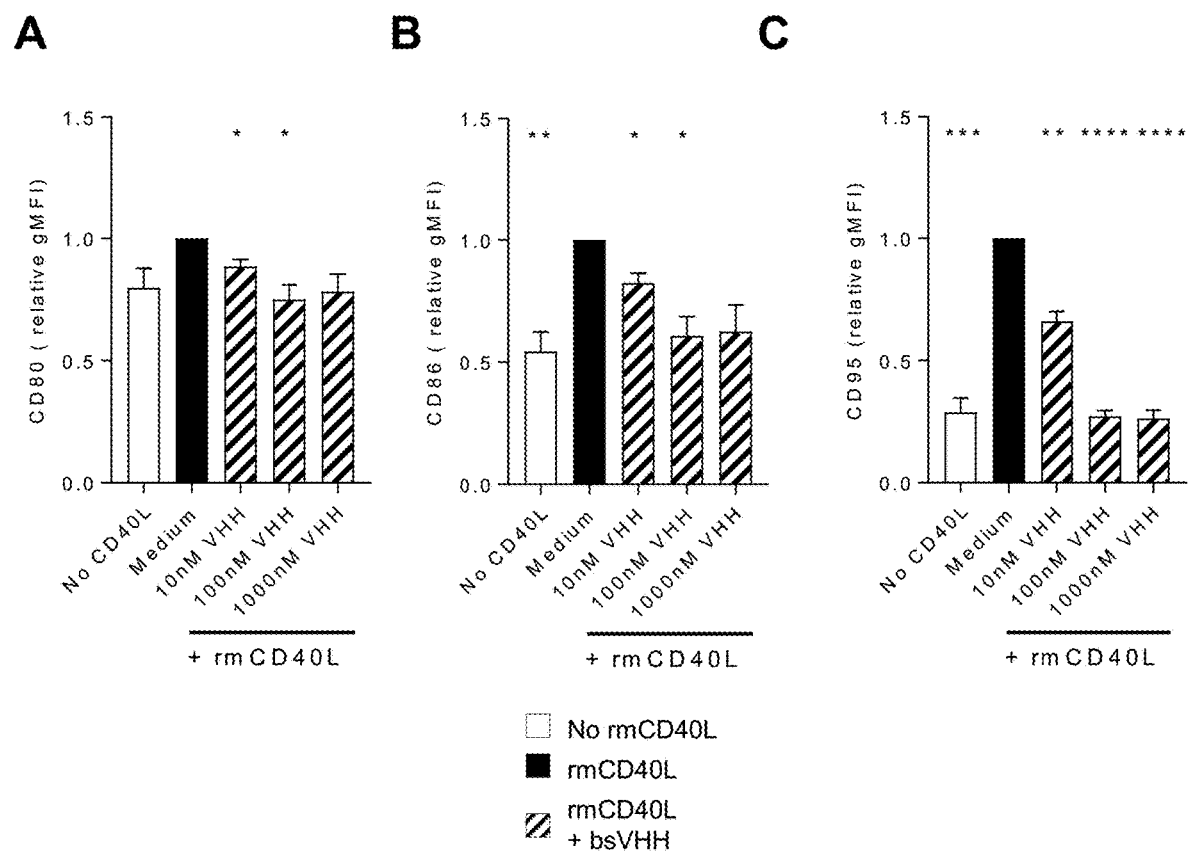 A
B
C
CD80 ( relative gMFI)
1.5
1.0
0.5
0.0
* *
No CD40L
Medium
10nM VHH
100nM VHH
1000nM VHH
+ rmCD40L
CD86 ( relative gMFI)
1.5
1.0
0.5
0.0
** * *
No CD40L
Medium
10nM VHH
100nM VHH
1000nM VHH
+ rmCD40L
CD95 (relative gMFI)
1.5
1.0
0.5
0.0
*** ** **** ****
No CD40L
Medium
10nM VHH
100nM VHH
1000nM VHH
+ rmCD40L
No rmCD40L
rmCD40L
rmCD40L
+ bsVHH